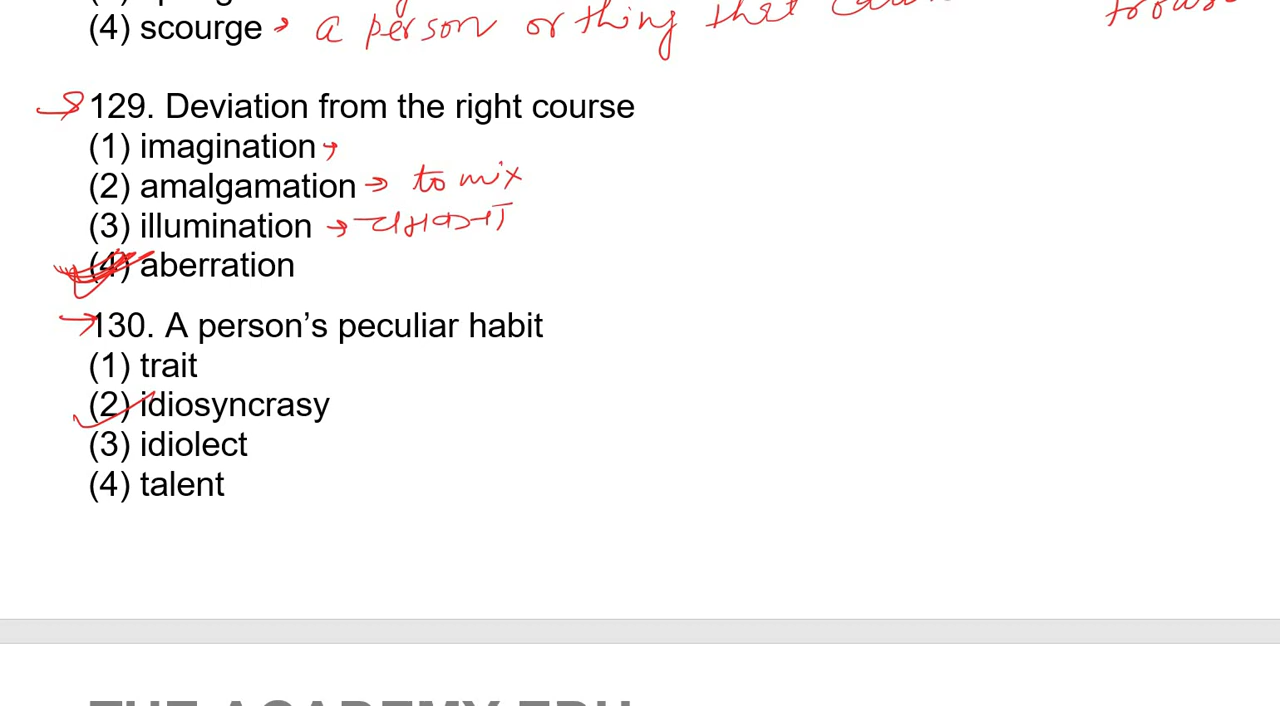 (4) scourge → a person or thing that
129. Deviation from the right course
(1) imagination →
(2) amalgamation → to mix
(3) illumination → चमकना
(4) aberration
→ 130. A person’s peculiar habit
(1) trait
(2) idiosyncrasy
(3) idiolect
(4) talent